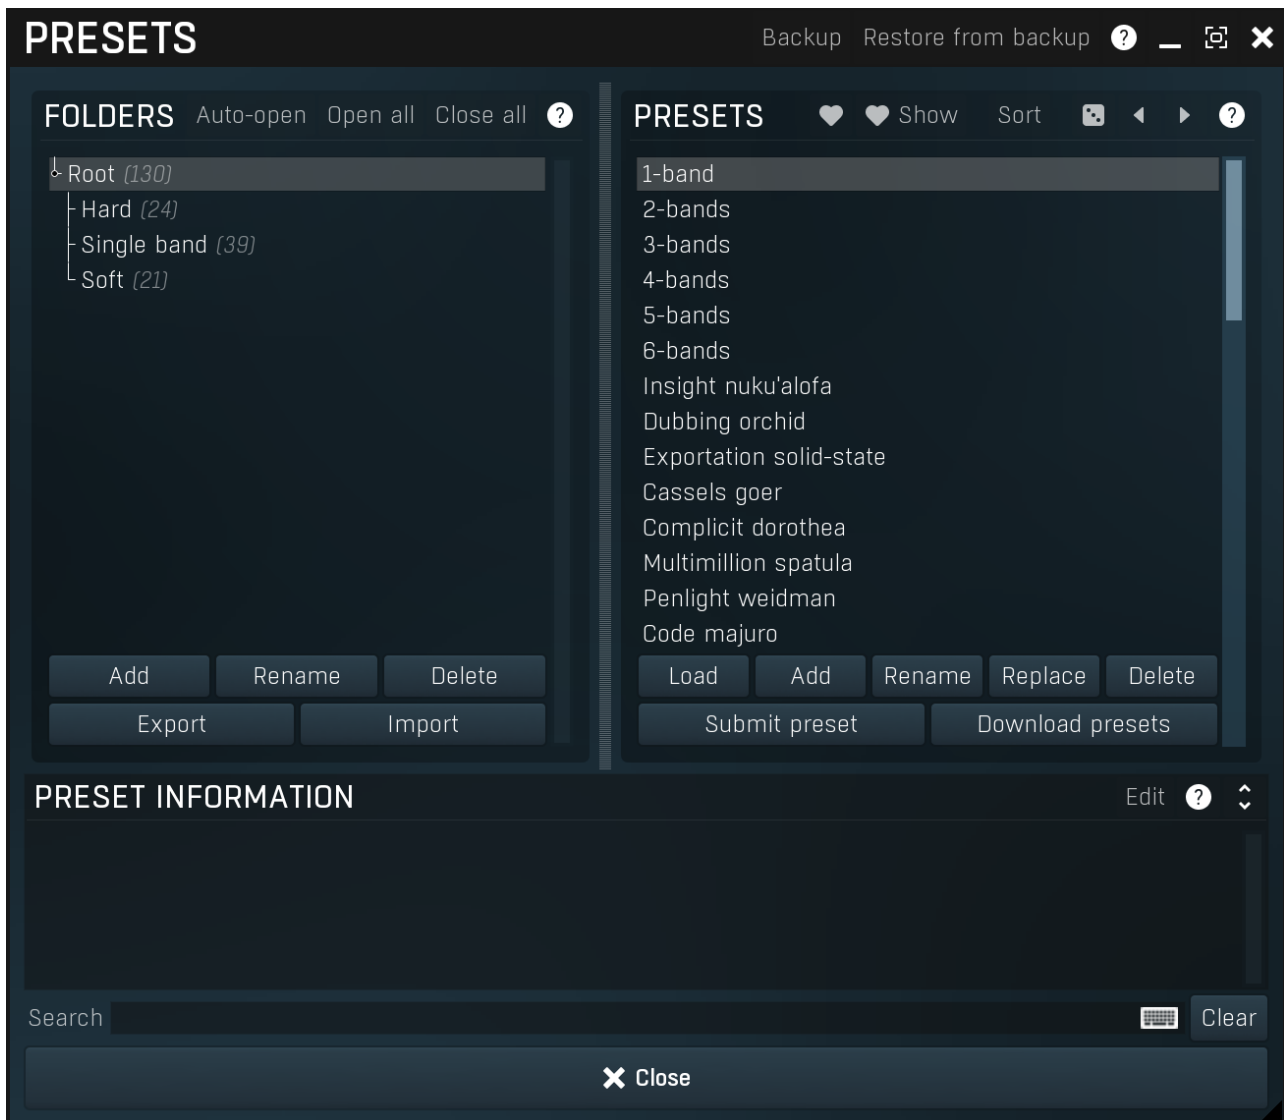 PRESETS Backup Restore from backup ?
FOLDERS Auto-open Open all Close all ?
Root (130)
Hard (24)
Single band (39)
Soft (21)
Add Rename Delete
Export Import
PRESETS Show Sort ?
1-band
2-bands
3-bands
4-bands
5-bands
6-bands
Insight nuku'alofa
Dubbing orchid
Exportation solid-state
Cassels goer
Complicit dorothea
Multimillion spatula
Penlight weidman
Code majuro
Load Add Rename Replace Delete
Submit preset Download presets
PRESET INFORMATION Edit ?
Search Clear
Close